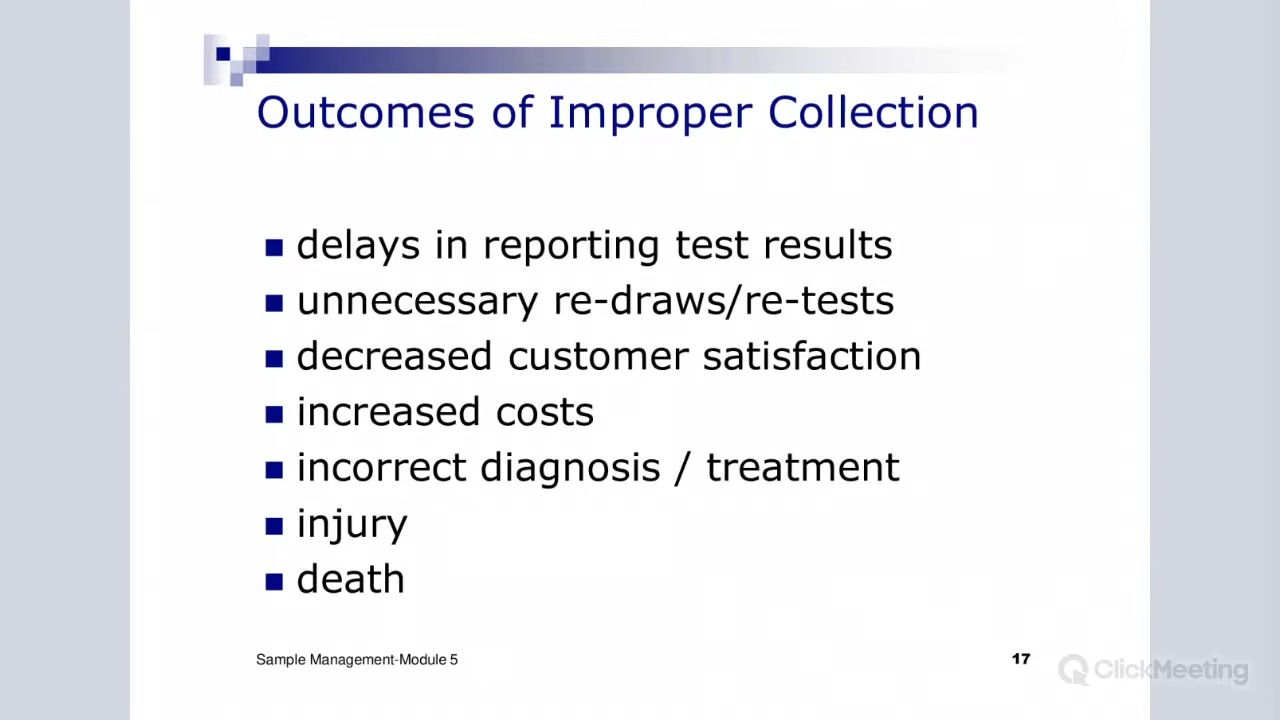 Outcomes of Improper Collection
delays in reporting test results
unnecessary re-draws/re-tests
decreased customer satisfaction
increased costs
incorrect diagnosis / treatment
injury
death
Sample Management-Module 5
17
ClickMeeting